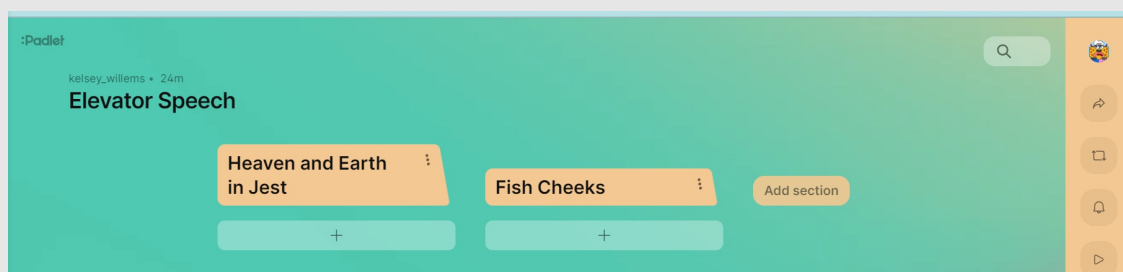 :Padlet
kelsey_willems • 24m
Elevator Speech
Heaven and Earth
in Jest
Fish Cheeks
Add section